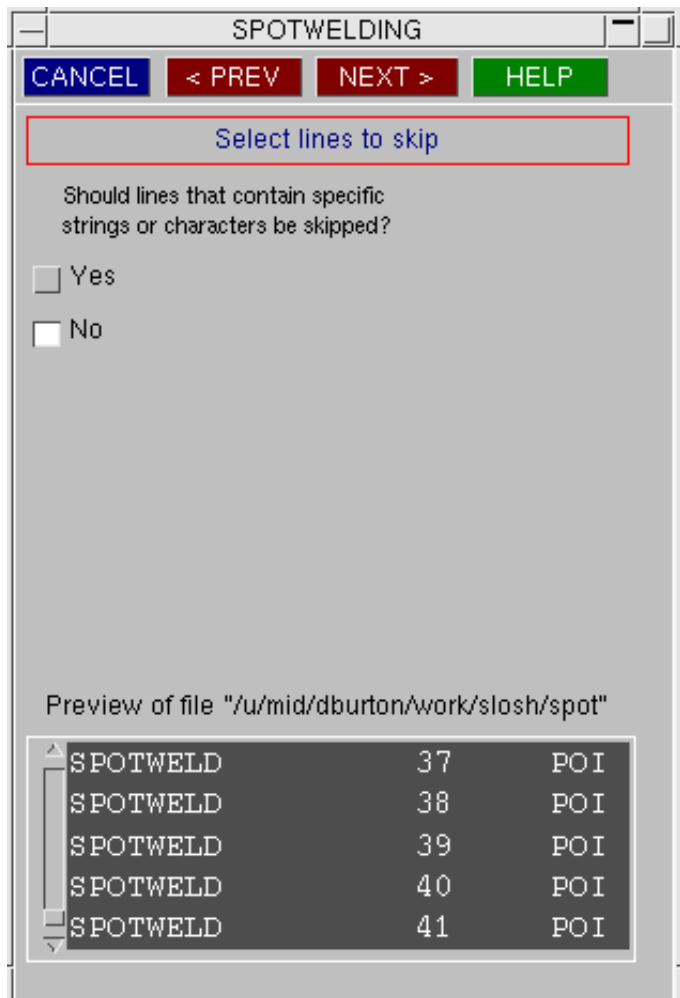 SPOTWELDING
CANCEL < PREV NEXT > HELP
Select lines to skip
Should lines that contain specific
strings or characters be skipped?
Yes
No
Preview of file "/u/mid/dburton/work/slosh/spot"
SPOTWELD 37 POI
SPOTWELD 38 POI
SPOTWELD 39 POI
SPOTWELD 40 POI
SPOTWELD 41 POI